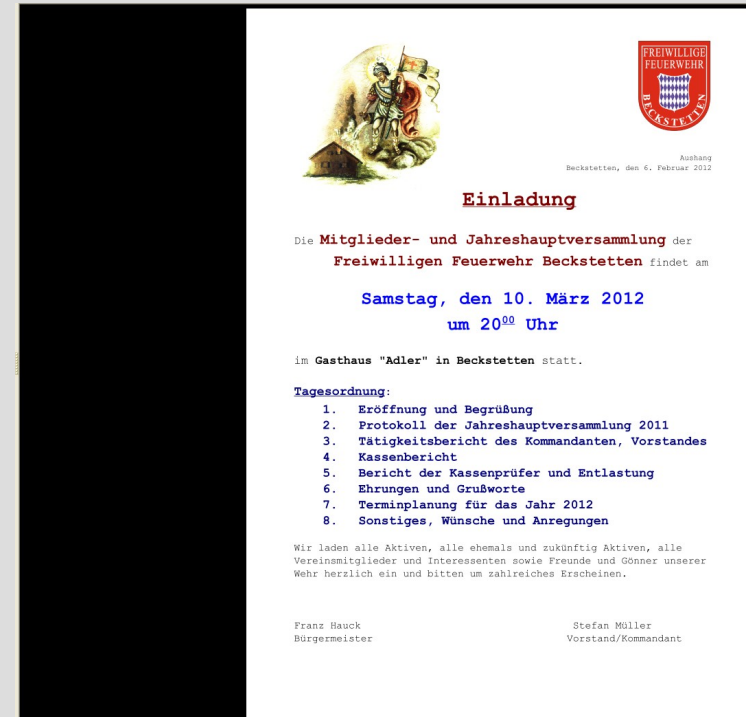 FREIWILLIGE
FEUERWEHR
BECKSTETTEN
Aushang
Beckstetten, den 6. Februar 2012
Einladung
Die Mitglieder- und Jahreshauptversammlung der
Freiwilligen Feuerwehr Beckstetten findet am
Samstag, den 10. März 2012
um 20⁰⁰ Uhr
im Gasthaus "Adler" in Beckstetten statt.
Tagesordnung:
1. Eröffnung und Begrüßung
2. Protokoll der Jahreshauptversammlung 2011
3. Tätigkeitsbericht des Kommandanten, Vorstandes
4. Kassenbericht
5. Bericht der Kassenprüfer und Entlastung
6. Ehrungen und Grußworte
7. Terminplanung für das Jahr 2012
8. Sonstiges, Wünsche und Anregungen
Wir laden alle Aktiven, alle ehemals und zukünftig Aktiven, alle
Vereinsmitglieder und Interessenten sowie Freunde und Gönner unserer
Wehr herzlich ein und bitten um zahlreiches Erscheinen.
Franz Hauck Stefan Müller
Bürgermeister Vorstand/Kommandant